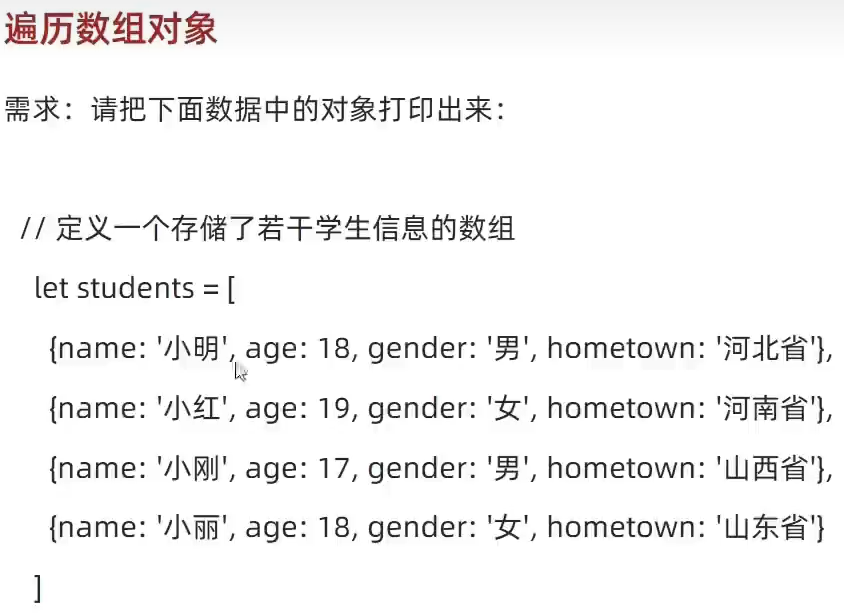 遍历数组对象
需求：请把下面数据中的对象打印出来：
// 定义一个存储了若干学生信息的数组
let students = [
{name: '小明', age: 18, gender: '男', hometown: '河北省'},
{name: '小红', age: 19, gender: '女', hometown: '河南省'},
{name: '小刚', age: 17, gender: '男', hometown: '山西省'},
{name: '小丽', age: 18, gender: '女', hometown: '山东省'}
]